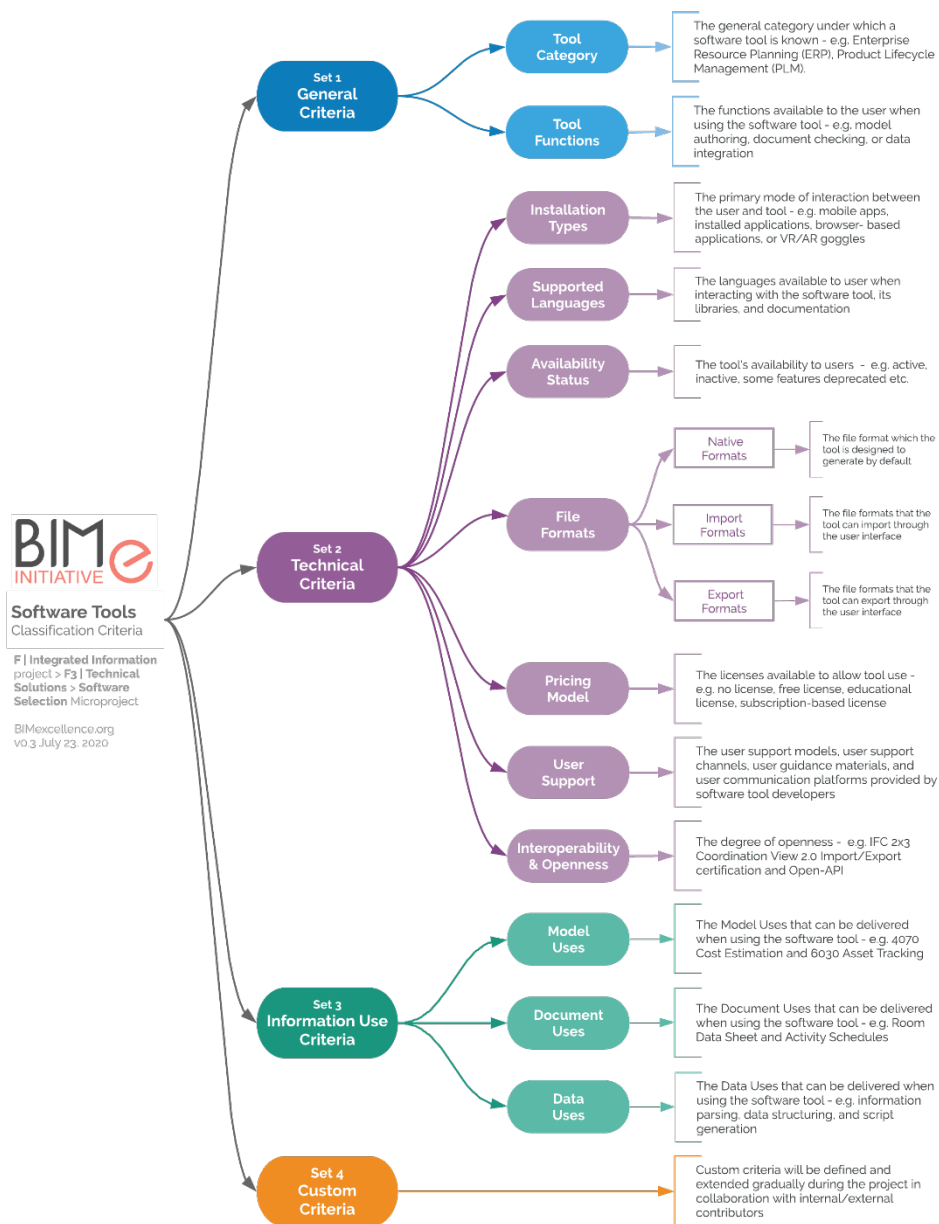 Tool
Category
The general category under which a
software tool is known - e.g. Enterprise
Resource Planning (ERP), Product Lifecycle
Management (PLM).
Set 1
General
Criteria
Tool
Functions
The functions available to the user when
using the software tool - e.g. model
authoring, document checking, or data
integration
Installation
Types
The primary mode of interaction between
the user and tool - e.g. mobile apps,
installed applications, browser- based
applications, or VR/AR goggles
Supported
Languages
The languages available to user when
interacting with the software tool, its
libraries, and documentation
Availability
Status
The tool's availability to users - e.g. active,
inactive, some features deprecated etc.
Native
Formats
The file format which the
tool is designed to
generate by default
BIMe
INITIATIVE
Software Tools
Classification Criteria
F | Integrated Information
project > F3 | Technical
Solutions > Software
Selection Microproject
BIMexcellence.org
v0.3 July 23, 2020
Set 2
Technical
Criteria
File
Formats
Import
Formats
The file formats that the
tool can import through
the user interface
Export
Formats
The file formats that the
tool can export through
the user interface
Pricing
Model
The licenses available to allow tool use -
e.g. no license, free license, educational
license, subscription-based license
User
Support
The user support models, user support
channels, user guidance materials, and
user communication platforms provided by
software tool developers
Interoperability
& Openness
The degree of openness - e.g. IFC 2x3
Coordination View 2.0 Import/Export
certification and Open-API
Model
Uses
The Model Uses that can be delivered
when using the software tool - e.g. 4070
Cost Estimation and 6030 Asset Tracking
Set 3
Information Use
Criteria
Document
Uses
The Document Uses that can be delivered
when using the software tool - e.g. Room
Data Sheet and Activity Schedules
Data
Uses
The Data Uses that can be delivered when
using the software tool - e.g. information
parsing, data structuring, and script
generation
Set 4
Custom
Criteria
Custom criteria will be defined and
extended gradually during the project in
collaboration with internal/external
contributors